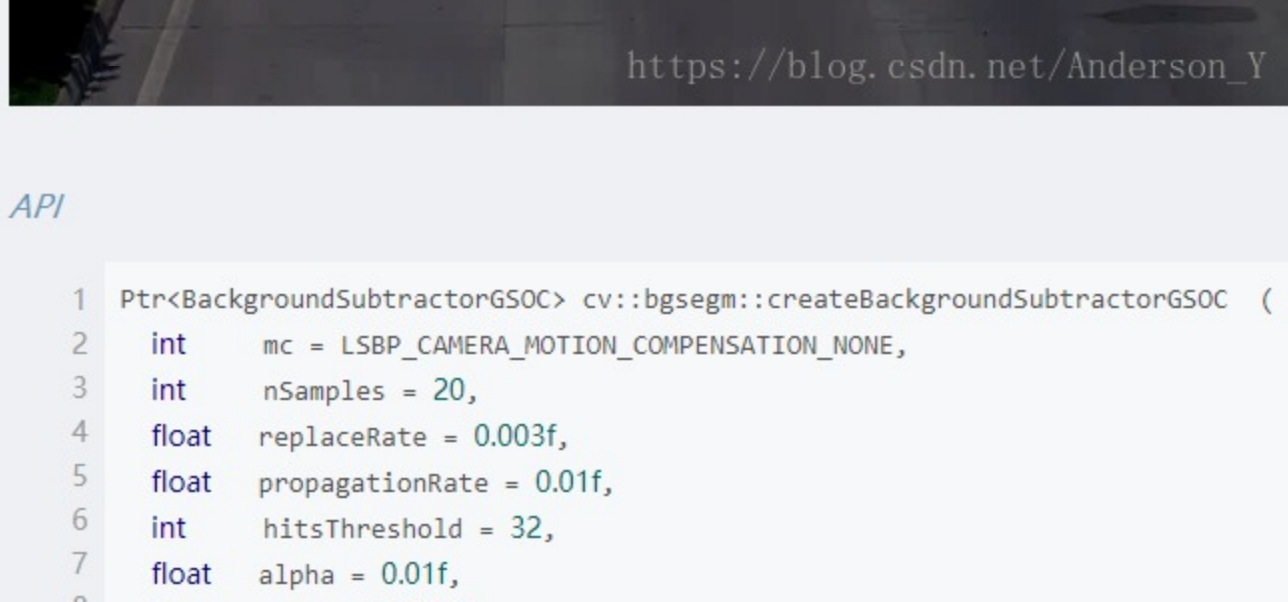 https://blog.csdn.net/Anderson_Y
API
1 Ptr<BackgroundSubtractorGSOC> cv::bgsegm::createBackgroundSubtractorGSOC (
2 int mc = LSBP_CAMERA_MOTION_COMPENSATION_NONE,
3 int nSamples = 20,
4 float replaceRate = 0.003f,
5 float propagationRate = 0.01f,
6 int hitsThreshold = 32,
7 float alpha = 0.01f,